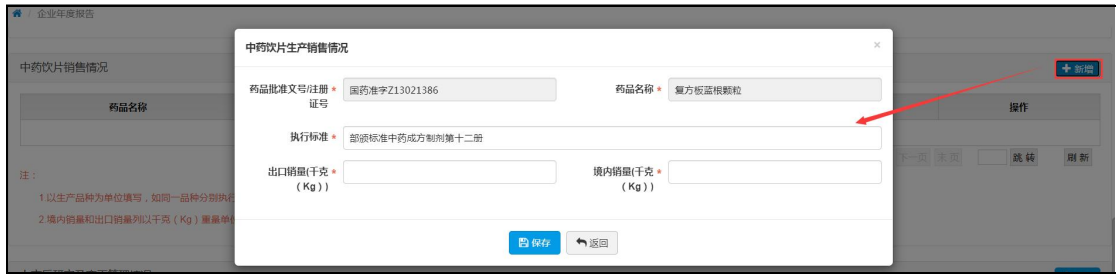 / 企业年度报告
中药饮片生产销售情况
×
中药饮片销售情况
+ 新增
药品批准文号/注册证号 * 国药准字Z13021386
药品名称 * 复方板蓝根颗粒
药品名称
操作
执行标准 * 部颁标准中药成方制剂第十二册
下一页 末页 跳转 刷新
出口销量(千克(Kg)) *
境内销量(千克(Kg)) *
注:
1.以生产品种为单位填写,如同一品种分别执行
2.境内销量和出口销量列以千克(Kg)重量单位
保存 返回